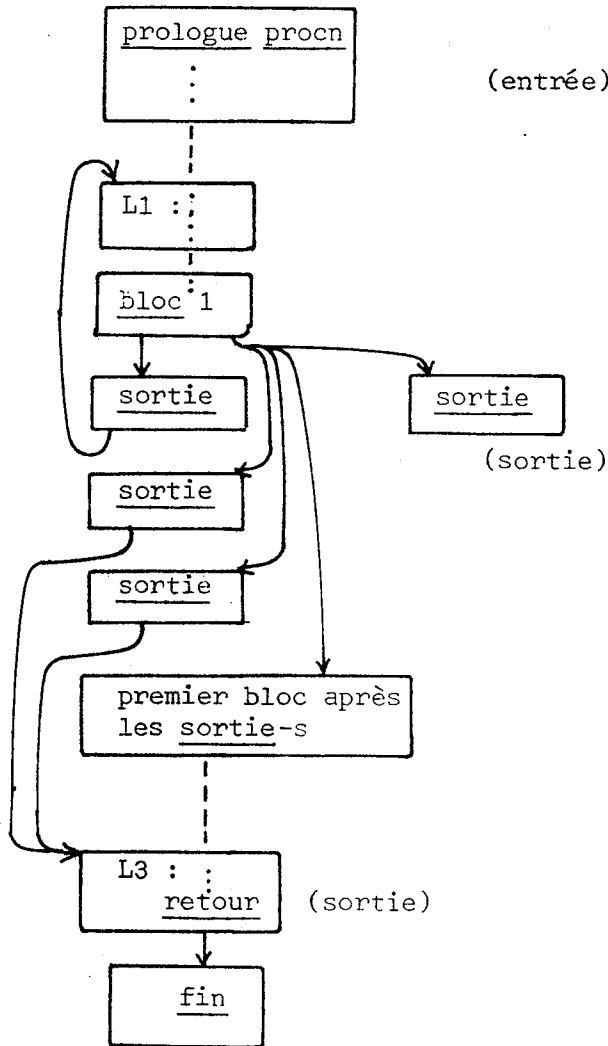 prologue procn
(entrée)
L1 :
bloc 1
sortie
sortie
(sortie)
sortie
sortie
premier bloc après
les sortie-s
L3 :
retour
(sortie)
fin